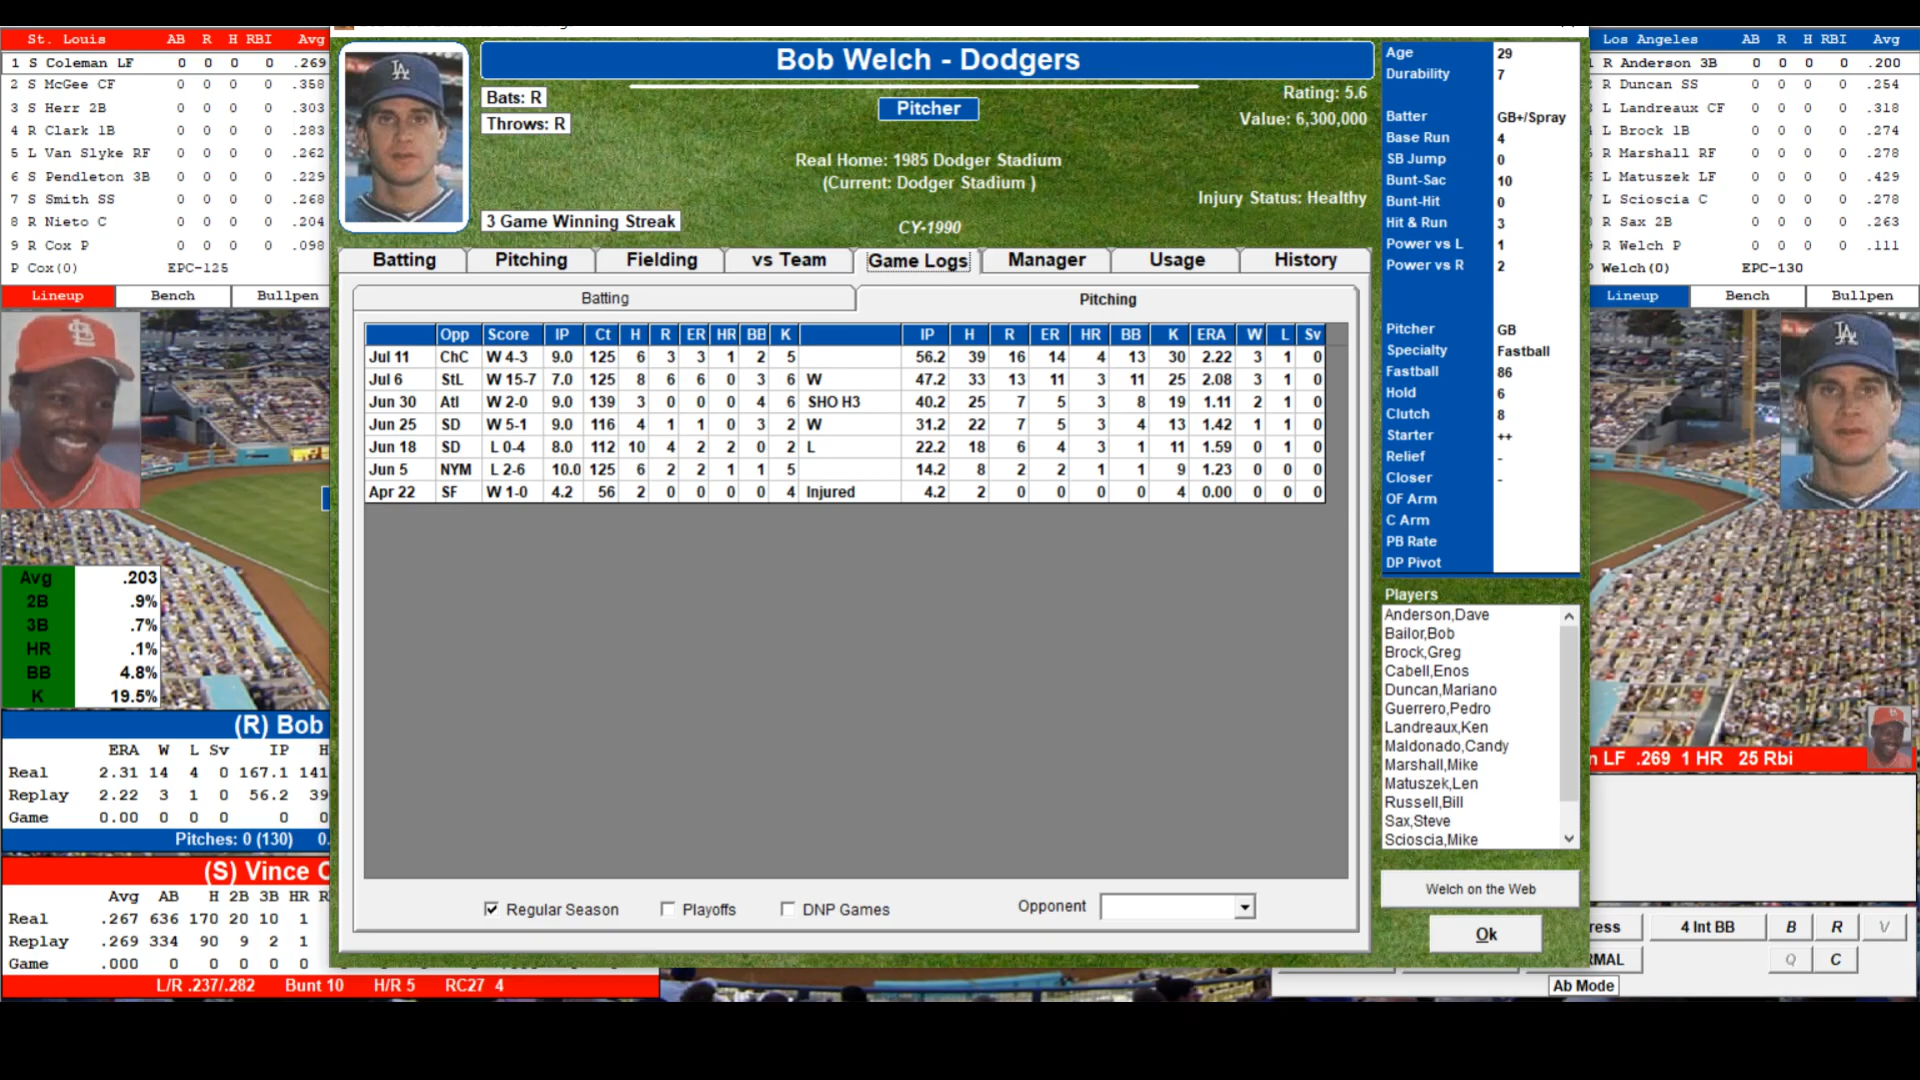 St. Louis AB R H RBI Avg
1 S Coleman LF 0 0 0 0 .269
2 S McGee CF 0 0 0 0 .358
3 S Herr 2B 0 0 0 0 .303
4 R Clark 1B 0 0 0 0 .283
5 L Van Slyke RF 0 0 0 0 .262
6 S Pendleton 3B 0 0 0 0 .229
7 S Smith SS 0 0 0 0 .268
8 R Nieto C 0 0 0 0 .204
9 R Cox P 0 0 0 0 .098
P Cox(0) EPC-125
Lineup Bench Bullpen
Avg .203
2B .9%
3B .7%
HR .1%
BB 4.8%
K 19.5%
(R) Bob
ERA W L Sv IP H
Real 2.31 14 4 0 167.1 141
Replay 2.22 3 1 0 56.2 39
Game 0.00 0 0 0 0 0
Pitches: 0 (130) 0.
(S) Vince
Avg AB H 2B 3B HR R
Real .267 636 170 20 10 1
Replay .269 334 90 9 2 1
Game .000 0 0 0 0 0
L/R .237/.282 Bunt 10 H/R 5 RC27 4
Bob Welch - Dodgers
Bats: R
Throws: R
Pitcher
Rating: 5.6
Value: 6,300,000
Real Home: 1985 Dodger Stadium
(Current: Dodger Stadium )
Injury Status: Healthy
3 Game Winning Streak
CY-1990
Batting Pitching Fielding vs Team Game Logs Manager Usage History
Batting Pitching
Opp Score IP Ct H R ER HR BB K IP H R ER HR BB K ERA W L Sv
Jul 11 ChC W 4-3 9.0 125 6 3 3 1 2 5 56.2 39 16 14 4 13 30 2.22 3 1 0
Jul 6 StL W 15-7 7.0 125 8 6 6 0 3 6 W 47.2 33 13 11 3 11 25 2.08 3 1 0
Jun 30 Atl W 2-0 9.0 139 3 0 0 0 4 6 SHO H3 40.2 25 7 5 3 8 19 1.11 2 1 0
Jun 25 SD W 5-1 9.0 116 4 1 1 0 3 2 W 31.2 22 7 5 3 4 13 1.42 1 1 0
Jun 18 SD L 0-4 8.0 112 10 4 2 2 0 2 L 22.2 18 6 4 3 1 11 1.59 0 1 0
Jun 5 NYM L 2-6 10.0 125 6 2 2 1 1 5 14.2 8 2 2 1 1 9 1.23 0 0 0
Apr 22 SF W 1-0 4.2 56 2 0 0 0 0 4 Injured 4.2 2 0 0 0 0 4 0.00 0 0 0
Regular Season Playoffs DNP Games Opponent
Age 29
Durability 7
Batter GB+/Spray
Base Run 4
SB Jump 0
Bunt-Sac 10
Bunt-Hit 0
Hit & Run 3
Power vs L 1
Power vs R 2
Pitcher GB
Specialty Fastball
Fastball 86
Hold 6
Clutch 8
Starter ++
Relief -
Closer -
OF Arm
C Arm
PB Rate
DP Pivot
Players
Anderson,Dave
Bailor,Bob
Brock,Greg
Cabell,Enos
Duncan,Mariano
Guerrero,Pedro
Landreaux,Ken
Maldonado,Candy
Marshall,Mike
Matuszek,Len
Russell,Bill
Sax,Steve
Scioscia,Mike
Welch on the Web
Ok
Los Angeles AB R H RBI Avg
R Anderson 3B 0 0 0 0 .200
R Duncan SS 0 0 0 0 .254
L Landreaux CF 0 0 0 0 .318
L Brock 1B 0 0 0 0 .274
R Marshall RF 0 0 0 0 .278
L Matuszek LF 0 0 0 0 .429
L Scioscia C 0 0 0 0 .278
R Sax 2B 0 0 0 0 .263
R Welch P 0 0 0 0 .111
Welch(0) EPC-130
Lineup Bench Bullpen
LF .269 1 HR 25 Rbi
ress 4 Int BB B R V
MAL Q C
Ab Mode